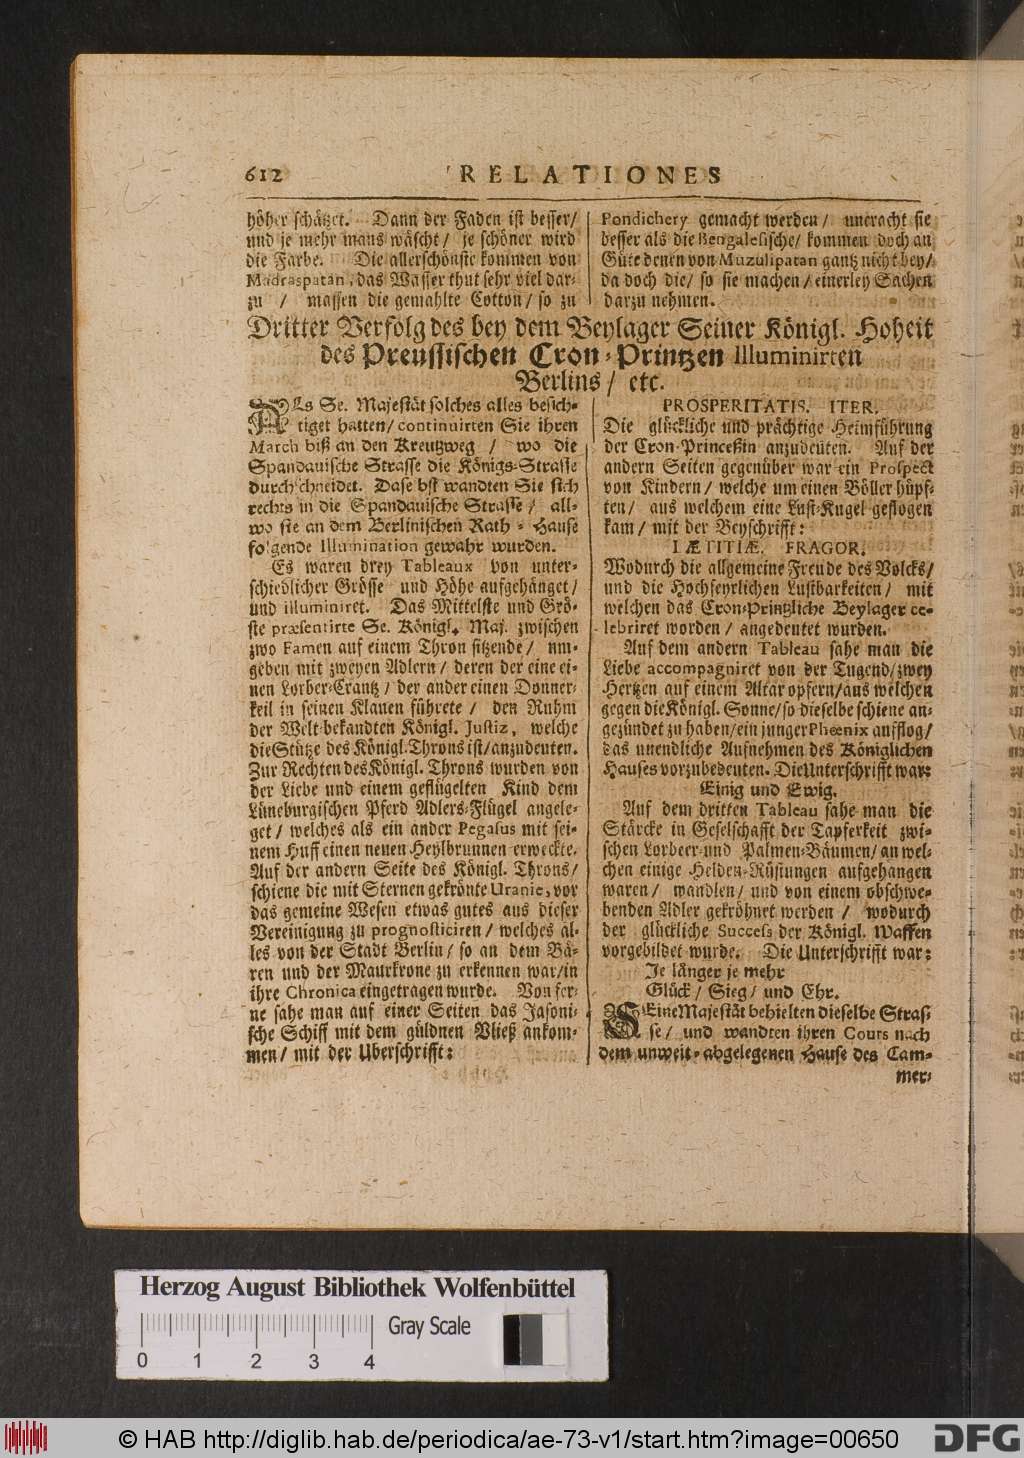 612 RELATIONES
höher schätzet. Dann der Faden ist besser/
und je mehr mans wäscht/ je schöner wird
die Farbe. Die allerschönste kommen von
Madraspatan, das Wasser thut sehr viel dar-
zu / massen die gemahlte Cotton/ so zu
Pondichery gemacht werden/ uneracht sie
besser als die Bengalesische/ kommen doch an
Güte denen von Muzulipatan gantz nicht bey/
da doch die/ so sie machen/ einerley Sachen
darzu nehmen.
Dritter Verfolg des bey dem Beylager Seiner Königl. Hoheit
des Preussischen Cron-Printzen Illuminirten
Berlins/ etc.
ALs Se. Majestät solches alles besich-
tiget hatten/ continuirten Sie ihren
March biß an den Kreutzweg / wo die
Spandauische Strasse die Königs-Strasse
durchschneidet. Daselbst wandten Sie sich
rechts in die Spandauische Strasse/ all-
wo sie an dem Berlinischen Rath-Hause
folgende Illumination gewahr wurden.
Es waren drey Tableaux von unter-
schiedlicher Grösse und Höhe aufgehänget/
und illuminiret. Das Mittelste und Grö-
ste præsentirte Se. Königl. Maj. zwischen
zwo Famen auf einem Thron sitzende/ um-
geben mit zweyen Adlern/ deren der eine ei-
nen Lorber-Crantz/ der ander einen Donner-
keil in seinen Klauen führete/ den Ruhm
der Welt-bekandten Königl. Justiz, welche
die Stütze des Königl. Throns ist/ anzudeuten.
Zur Rechten des Königl. Throns wurden von
der Liebe und einem geflügelten Kind dem
Lüneburgischen Pferd Adlers-Flügel angele-
get/ welches als ein ander Pegasus mit sei-
nem Huff einen neuen Heylbrunnen erweckte.
Auf der andern Seite des Königl. Throns/
schiene die mit Sternen gekrönte Uranie, vor
das gemeine Wesen etwas gutes aus dieser
Vereinigung zu prognosticiren/ welches al-
les von der Stadt Berlin/ so an dem Bä-
ren und der Maurkrone zu erkennen war/ in
ihre Chronica eingetragen wurde. Von fer-
ne sahe man auf einer Seiten das Jasoni-
sche Schiff mit dem güldnen Vließ ankom-
men/ mit der Uberschrifft:
PROSPERITATIS. ITER.
Die glückliche und prächtige Heimführung
der Cron-Princeßin anzudeuten. Auf der
andern Seiten gegenüber war ein Prospect
von Kindern/ welche um einen Böller hüpf-
ten/ aus welchem eine Lust-Kugel geflogen
kam/ mit der Beyschrifft:
LÆTITIÆ. FRAGOR.
Wodurch die allgemeine Freude des Volcks/
und die Hochfeyrlichen Lustbarkeiten/ mit
welchen das Cron-Printzliche Beylager ce-
lebriret worden/ angedeutet wurden.
Auf dem andern Tableau sahe man die
Liebe accompagniret von der Tugend/ zwey
Hertzen auf einem Altar opfern/ aus welchen
gegen die Königl. Sonne/ so dieselbe schiene an-
gezündet zu haben/ ein junger Phœnix aufflog/
das unendliche Aufnehmen des Königlichen
Hauses vorzubedeuten. Die Unterschrifft war:
Einig und Ewig.
Auf dem dritten Tableau sahe man die
Stärcke in Gesellschafft der Tapferkeit zwi-
schen Lorbeer- und Palmen-Bäumen/ an wel-
chen einige Helden-Rüstungen aufgehangen
waren/ wandlen/ und von einem obschwe-
benden Adler gekröhnet werden / wodurch
der glückliche Success der Königl. Waffen
vorgebildet wurde. Die Unterschrifft war:
Je länger je mehr
Glück/ Sieg/ und Ehr.
SEine Majestät behielten dieselbe Stras-
se/ und wandten ihren Cours nach
dem unweit-abgelegenen Hause des Cam-
mer-
Herzog August Bibliothek Wolfenbüttel
0 1 2 3 4 Gray Scale
© HAB http://diglib.hab.de/periodica/ae-73-v1/start.htm?image=00650 DFG